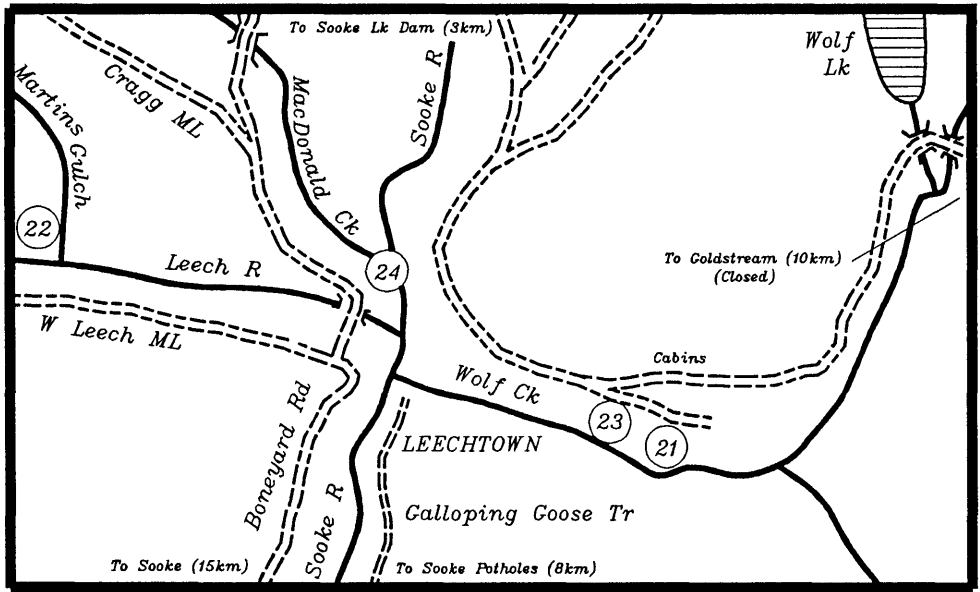 To Sooke Lk Dam (3km)
Wolf
Lk
Cragg ML
MacDonald Ck
Sooke R
Martins Gulch
22
Leech R
24
To Goldstream (10km)
(Closed)
W Leech ML
Cabins
Wolf Ck
23
21
Boneyard Rd
LEECHTOWN
Sooke R
Galloping Goose Tr
To Sooke (15km)
To Sooke Potholes (8km)